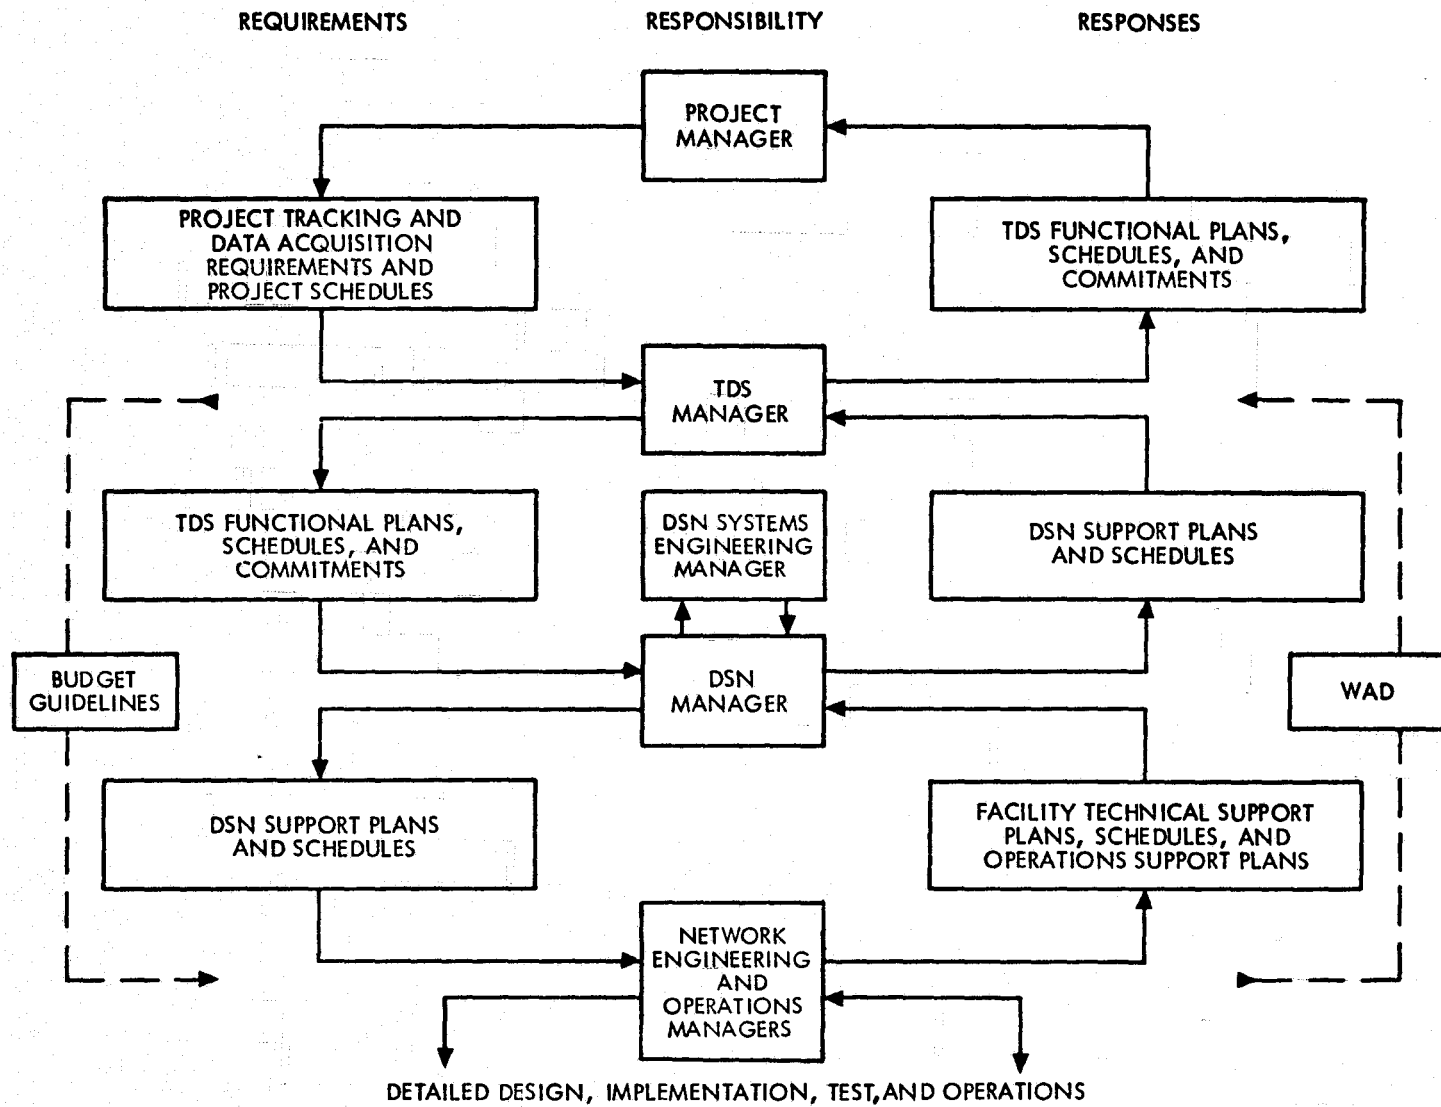 REQUIREMENTS
RESPONSIBILITY
RESPONSES
PROJECT
MANAGER
PROJECT TRACKING AND
DATA ACQUISITION
REQUIREMENTS AND
PROJECT SCHEDULES
TDS FUNCTIONAL PLANS,
SCHEDULES, AND
COMMITMENTS
TDS
MANAGER
TDS FUNCTIONAL PLANS,
SCHEDULES, AND
COMMITMENTS
DSN SYSTEMS
ENGINEERING
MANAGER
DSN SUPPORT PLANS
AND SCHEDULES
BUDGET
GUIDELINES
DSN
MANAGER
WAD
DSN SUPPORT PLANS
AND SCHEDULES
FACILITY TECHNICAL SUPPORT
PLANS, SCHEDULES, AND
OPERATIONS SUPPORT PLANS
NETWORK
ENGINEERING
AND
OPERATIONS
MANAGERS
DETAILED DESIGN, IMPLEMENTATION, TEST, AND OPERATIONS